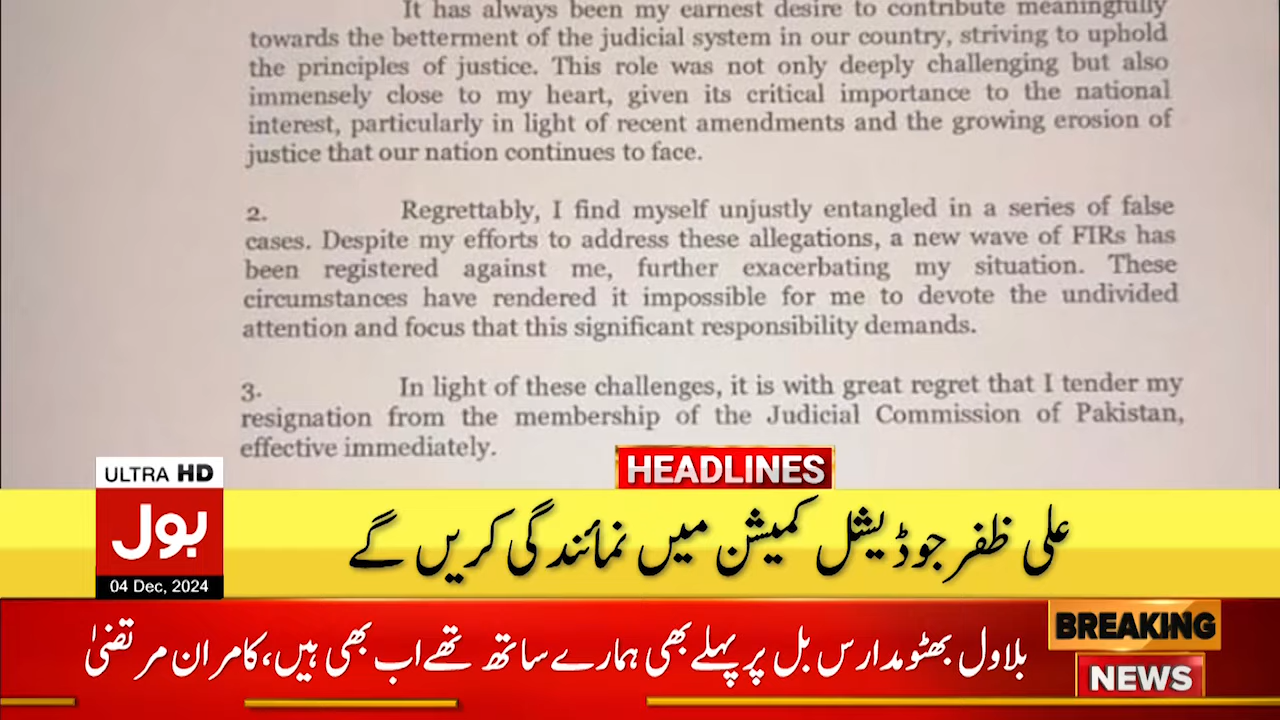 It has always been my earnest desire to contribute meaningfully
towards the betterment of the judicial system in our country, striving to uphold
the principles of justice. This role was not only deeply challenging but also
immensely close to my heart, given its critical importance to the national
interest, particularly in light of recent amendments and the growing erosion of
justice that our nation continues to face.
2. Regrettably, I find myself unjustly entangled in a series of false
cases. Despite my efforts to address these allegations, a new wave of FIRs has
been registered against me, further exacerbating my situation. These
circumstances have rendered it impossible for me to devote the undivided
attention and focus that this significant responsibility demands.
3. In light of these challenges, it is with great regret that I tender my
resignation from the membership of the Judicial Commission of Pakistan,
effective immediately.
HEADLINES
ULTRA HD
بول
04 Dec, 2024
علی ظفر جوڈیشل کمیشن میں نمائندگی کریں گے
BREAKING
NEWS
بلاول بھٹو مدارس بل پر پہلے بھی ہمارے ساتھ تھے اب بھی ہیں، کامران مرتضیٰ